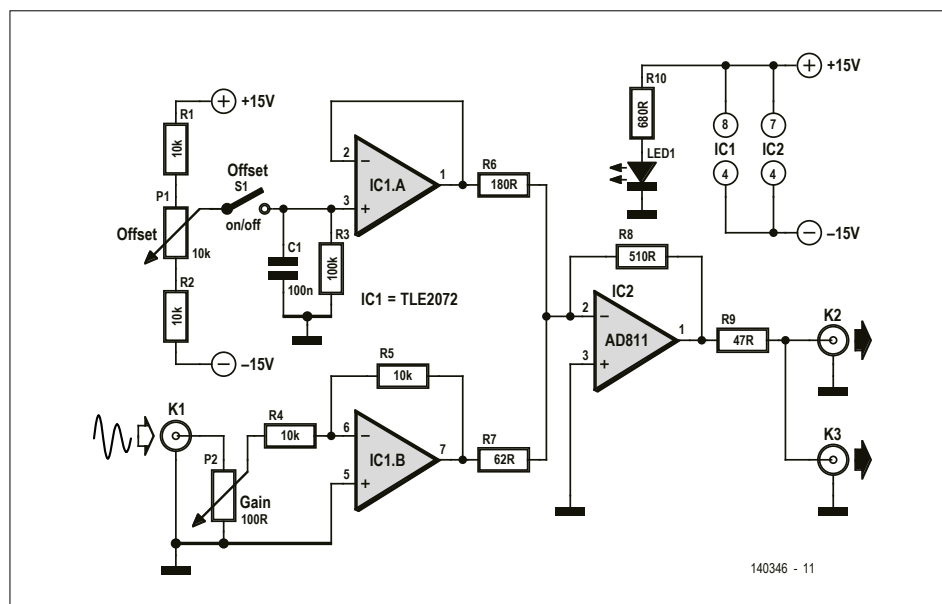 R10
+15V
680R
LED1
8
7
IC1
IC2
4
4
–15V
R1
+15V
10k
P1
Offset
10k
R2
10k
–15V
Offset
S1
on/off
C1
100n
R3
100k
2
–
IC1.A
1
3
+
IC1 = TLE2072
R6
180R
R8
510R
IC2
2
–
AD811
1
3
+
R9
47R
K2
K3
K1
P2
Gain
100R
R4
10k
R5
10k
6
–
IC1.B
7
5
+
R7
62R
140346 - 11